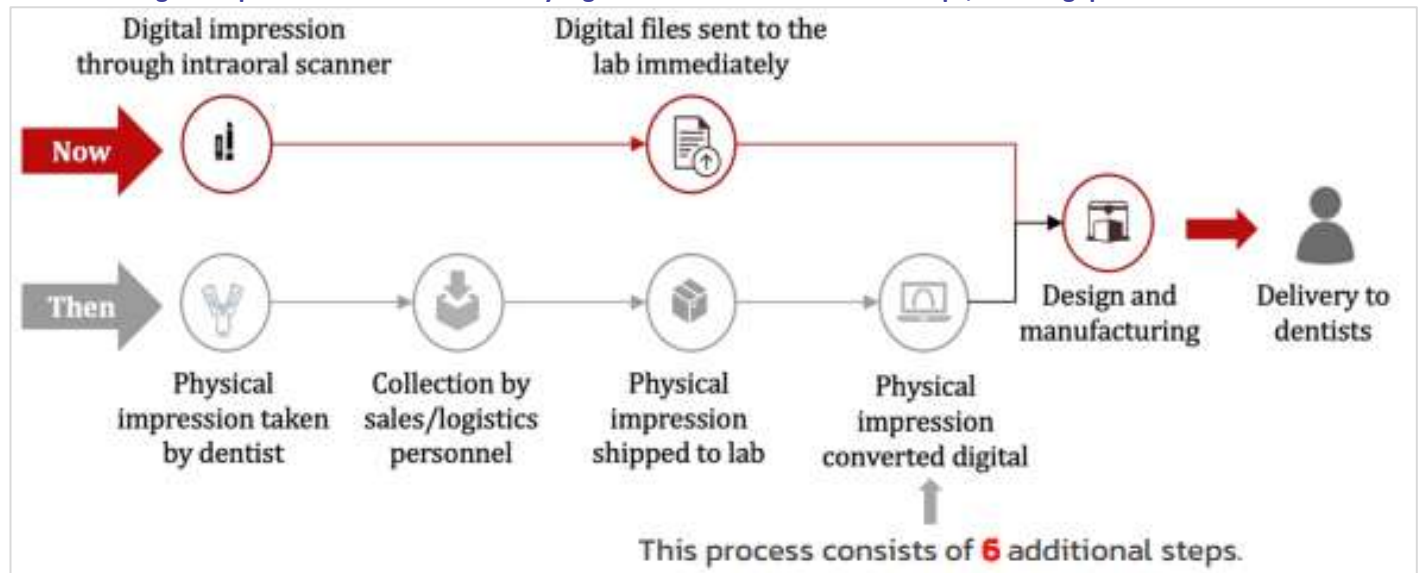 Digital impression
through intraoral scanner
Digital files sent to the
lab immediately
Now
Then
Design and
manufacturing
Delivery to
dentists
Physical
impression taken
by dentist
Collection by
sales/logistics
personnel
Physical
impression
shipped to lab
Physical
impression
converted digital
This process consists of 6 additional steps.